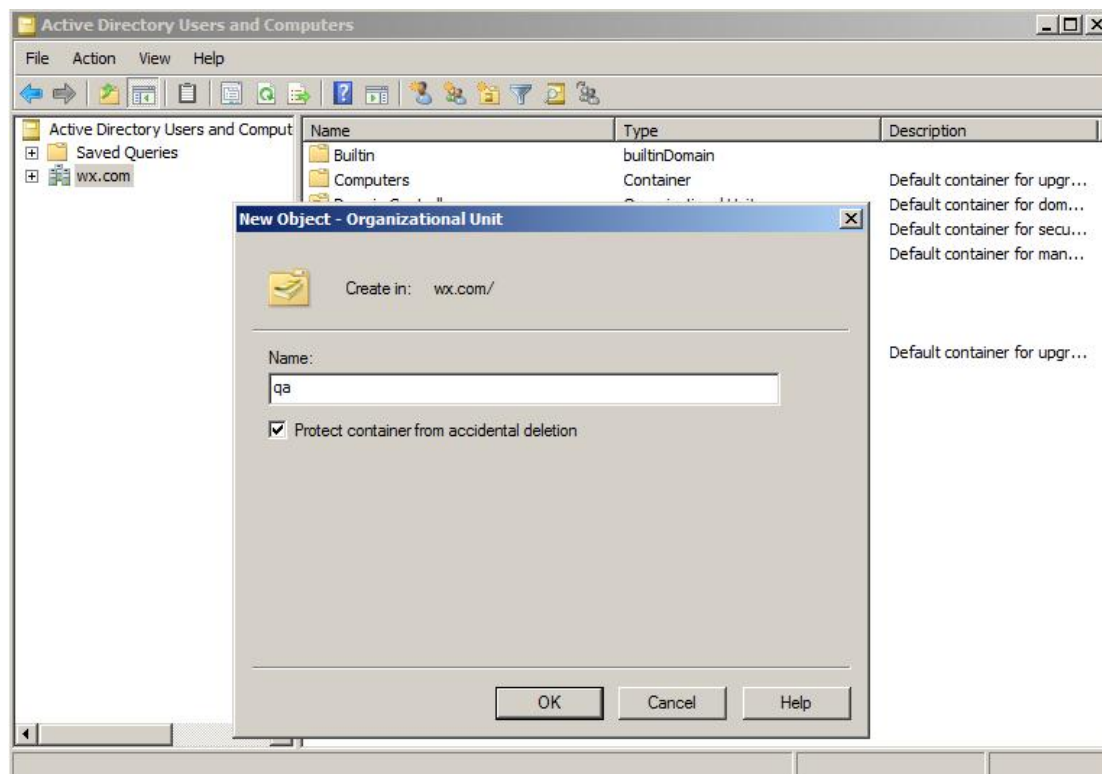 Active Directory Users and Computers
File Action View Help
Active Directory Users and Comput
Saved Queries
wx.com
Name Type Description
Builtin builtinDomain
Computers Container Default container for upgr...
Default container for dom...
Default container for secu...
Default container for man...
Default container for upgr...
New Object - Organizational Unit
Create in: wx.com/
Name:
qa
Protect container from accidental deletion
OK Cancel Help